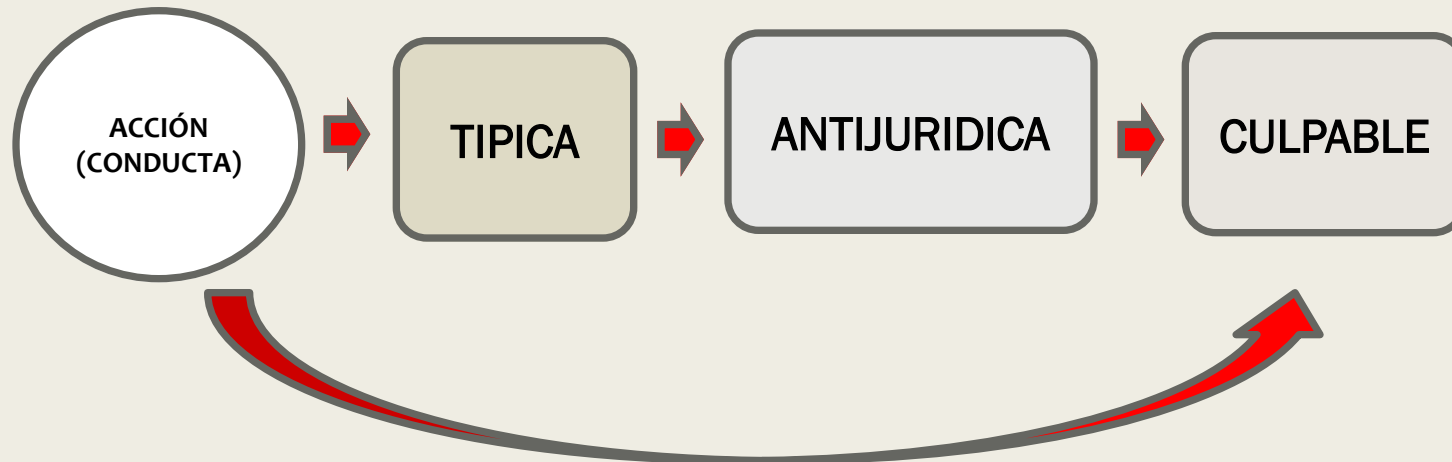 ACCIÓN
(CONDUCTA)
TIPICA
ANTIJURIDICA
CULPABLE